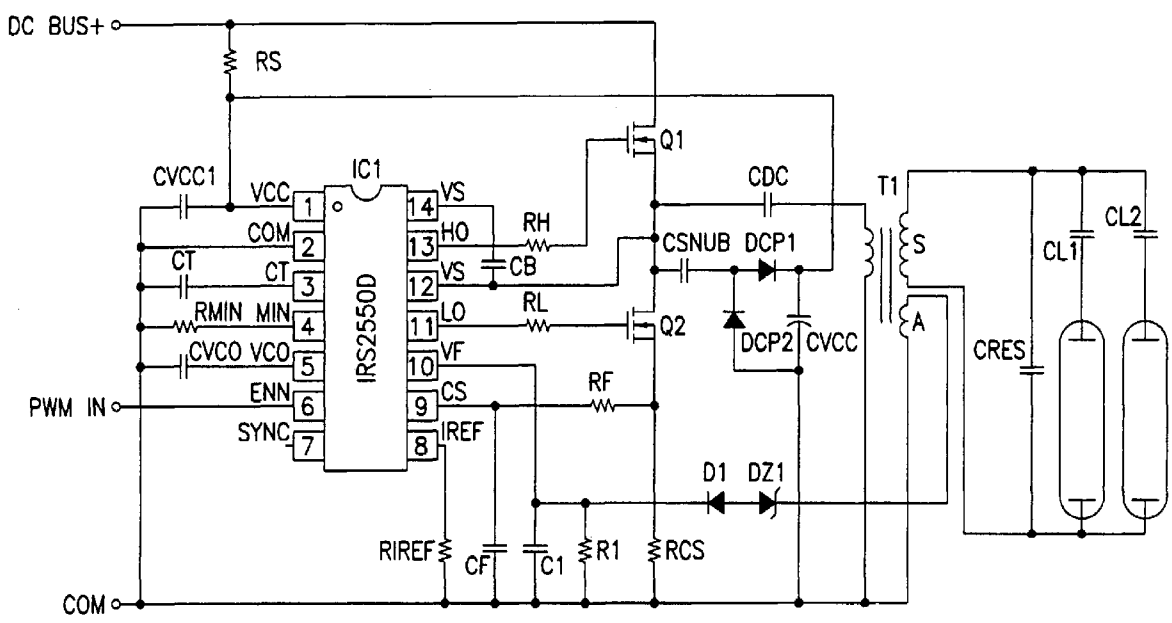 DC BUS+
RS
Q1
IC1
CVCC1
VCC
1
14
VS
CDC
T1
COM
2
13
HO
RH
CL2
CSNUB
DCP1
S
CL1
CT
CT
3
12
VS
CB
RMIN
MIN
4
11
LO
RL
Q2
A
DCP2
CVCC
CRES
CVCO
VCO
5
10
VF
IRS2550D
PWM IN
ENN
6
9
CS
RF
SYNC
7
8
IREF
D1
DZ1
RIREF
CF
C1
R1
RCS
COM